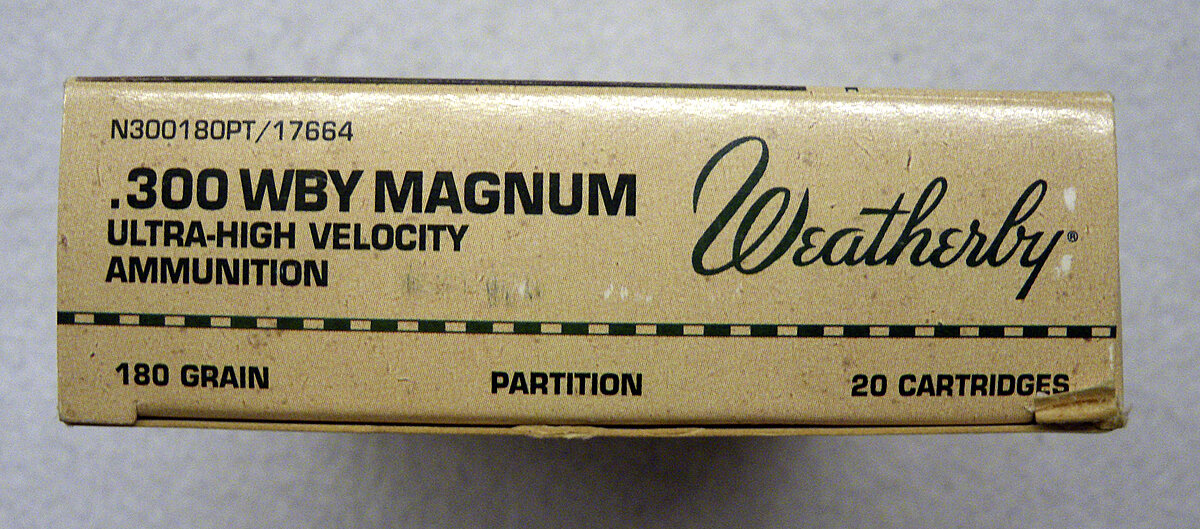 N300180PT/17664
.300 WBY MAGNUM
ULTRA-HIGH VELOCITY
AMMUNITION
Weatherby®
180 GRAIN PARTITION 20 CARTRIDGES